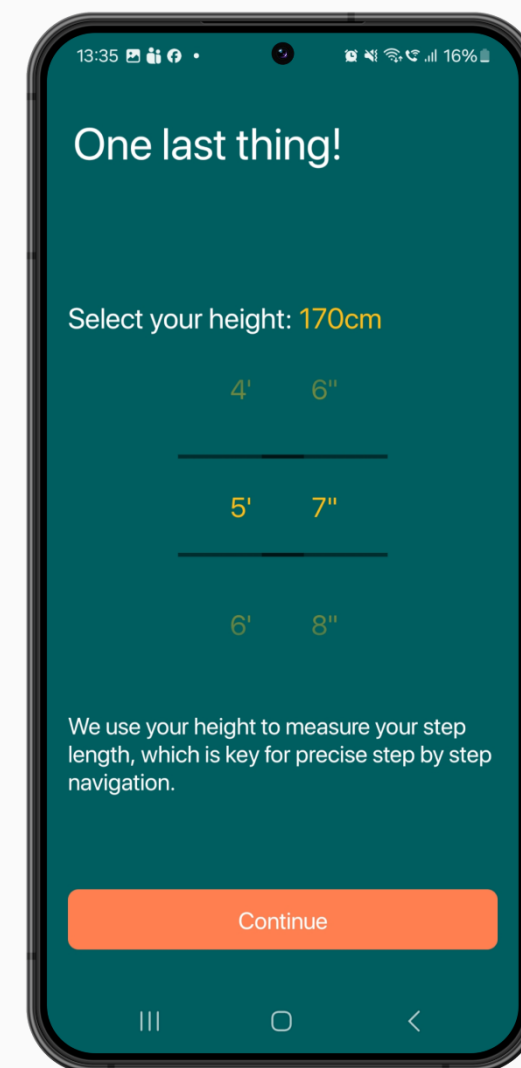 13:35 16%
One last thing!
Select your height: 170cm
4' 6"
5' 7"
6' 8"
We use your height to measure your step
length, which is key for precise step by step
navigation.
Continue